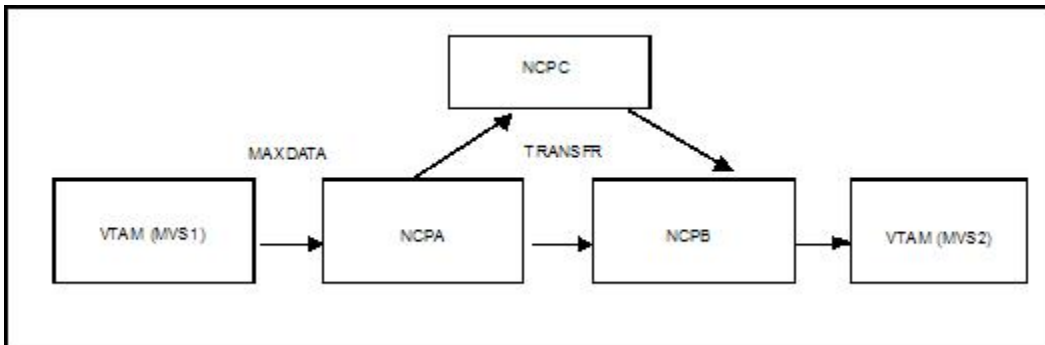 NCPC
MAXDATA
TRANSFR
VTAM (MVS1)
NCPA
NCPB
VTAM (MVS2)